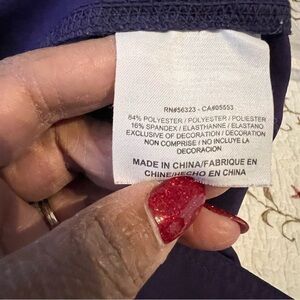 RN#56323 - CA#05553
84% POLYESTER / POLYESTER / POLIESTER
16% SPANDEX / ELASTHANNE / ELASTANO
EXCLUSIVE OF DECORATION / DECORATION
NON COMPRISE / NO INCLUYE LA
DECORACIÓN
MADE IN CHINA/FABRIQUE EN
CHINE/HECHO EN CHINA